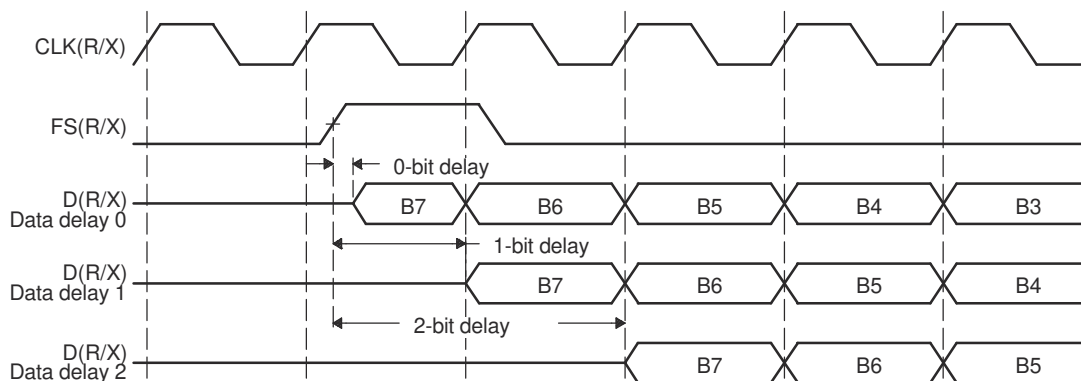 CLK(R/X)
FS(R/X)
0-bit delay
D(R/X)
Data delay 0
B7 B6 B5 B4 B3
1-bit delay
D(R/X)
Data delay 1
B7 B6 B5 B4
2-bit delay
D(R/X)
Data delay 2
B7 B6 B5